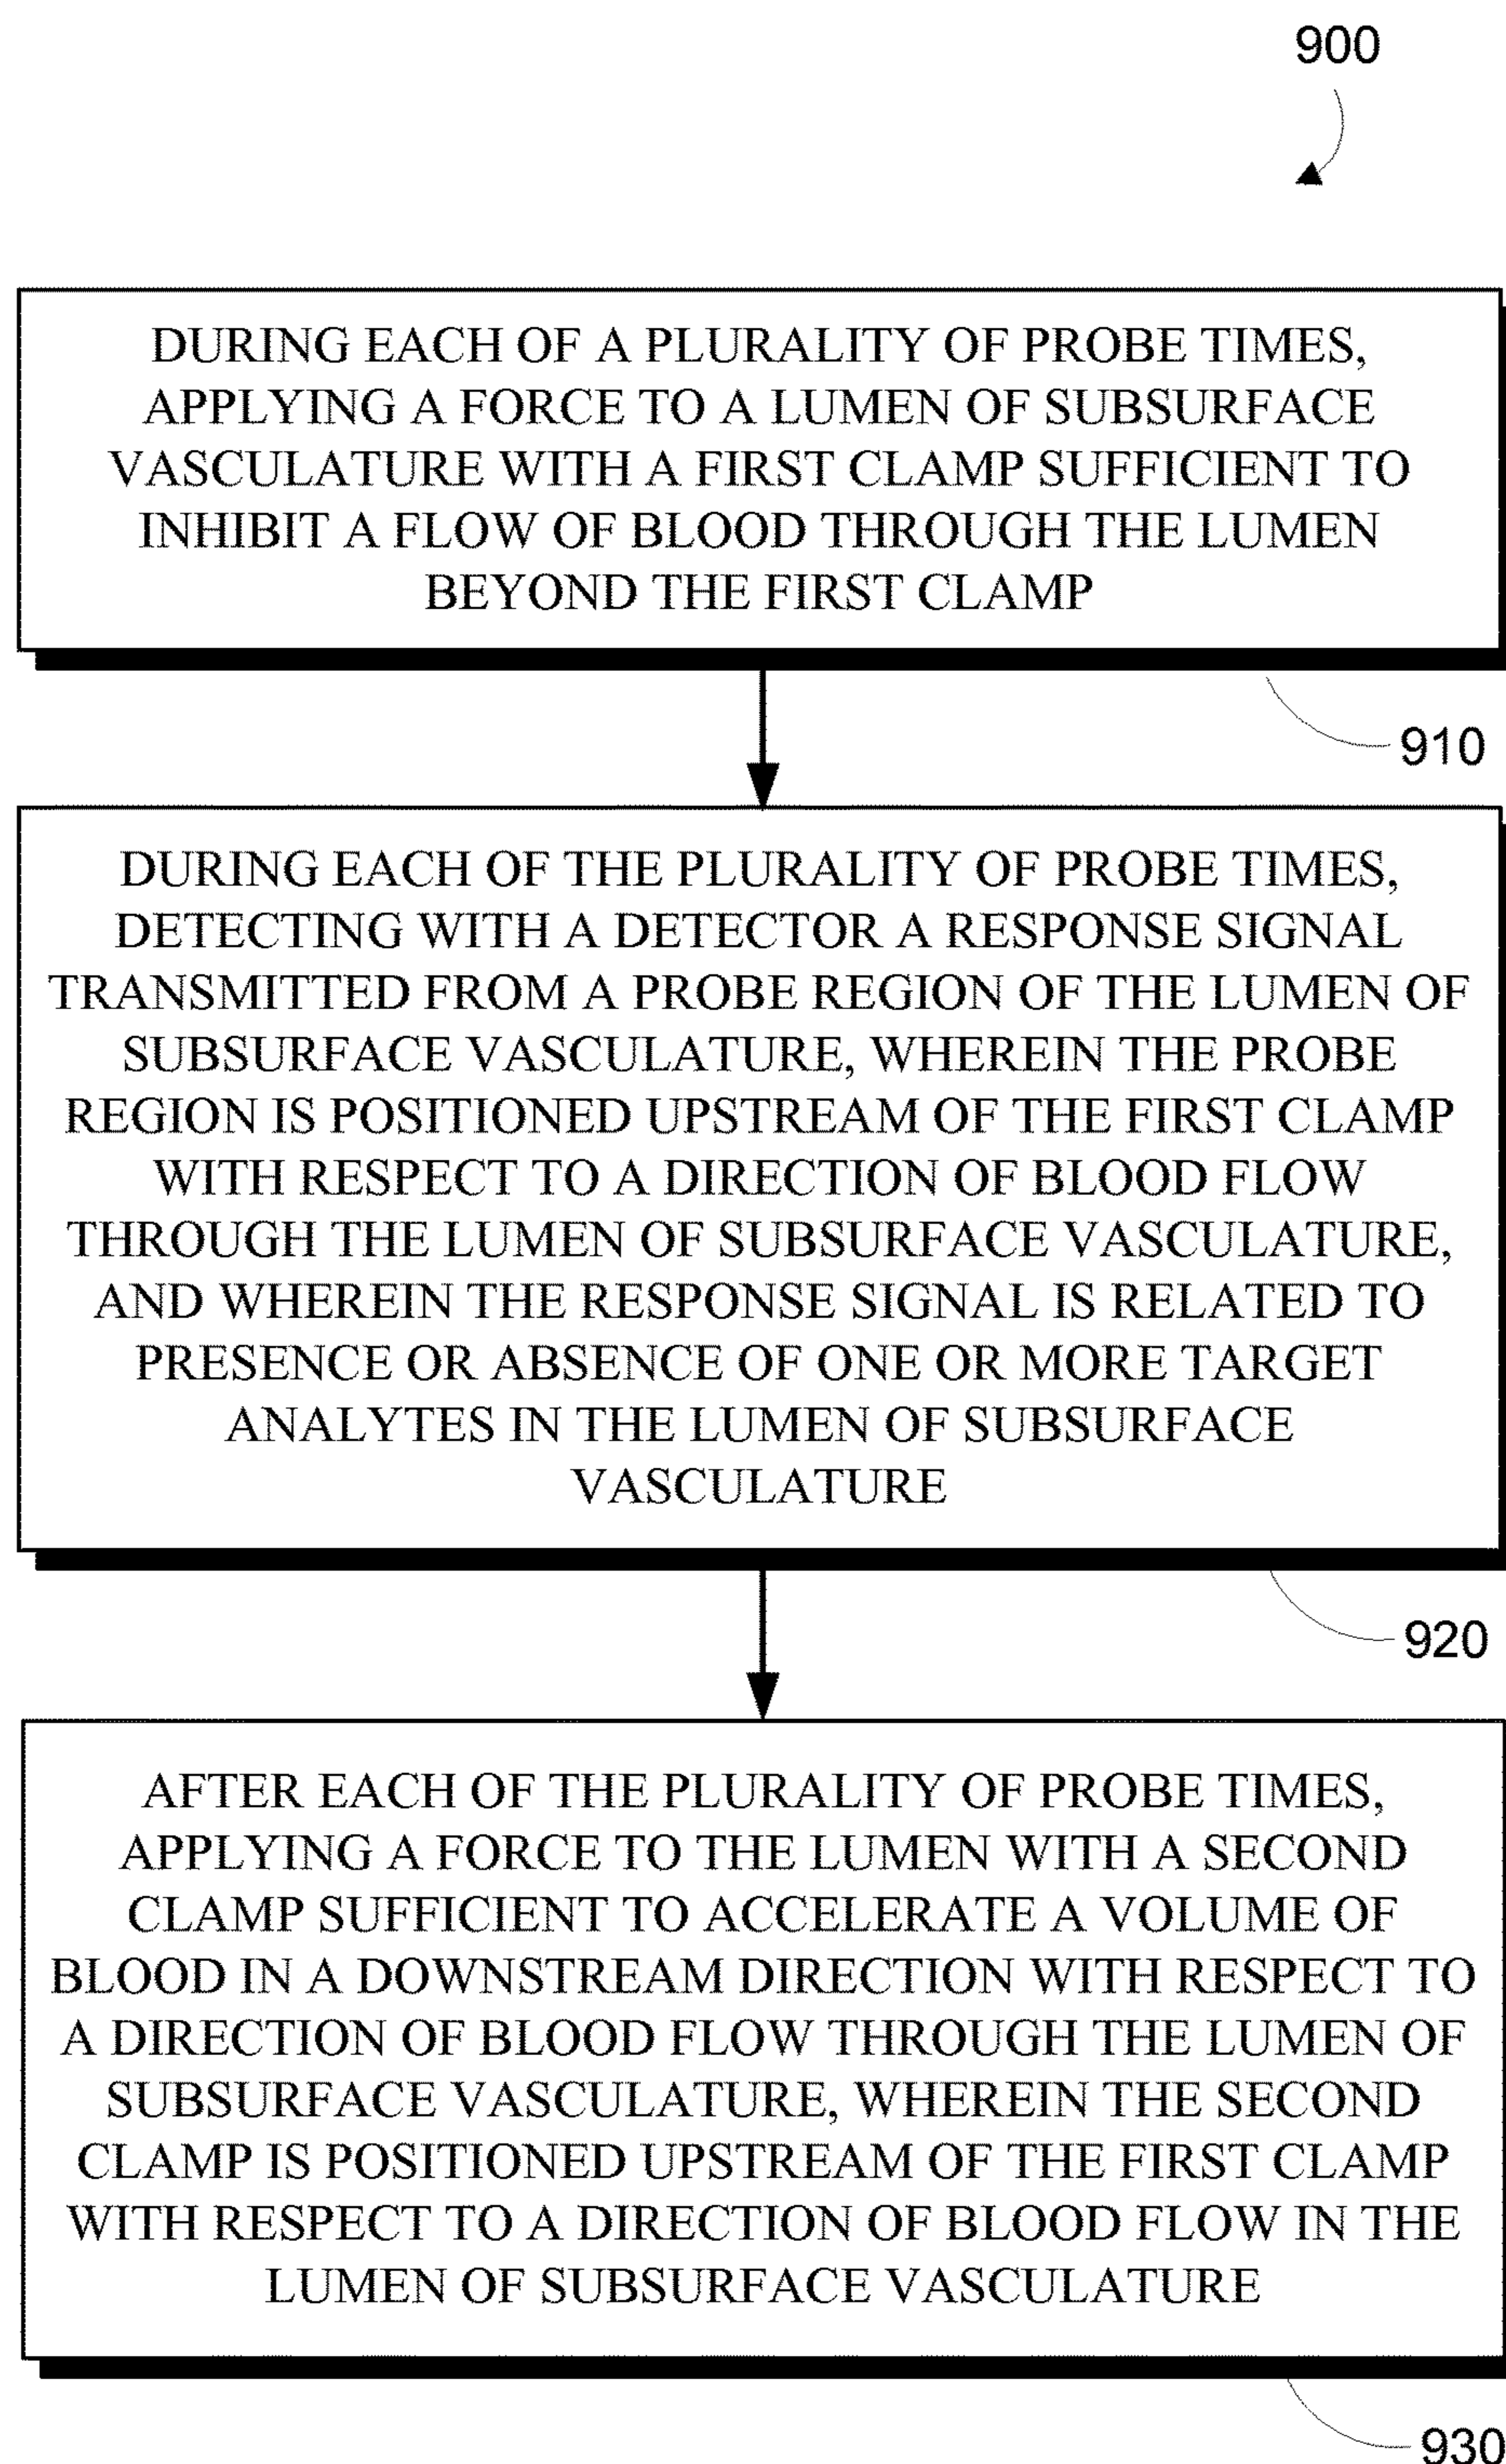 900
DURING EACH OF A PLURALITY OF PROBE TIMES,
APPLYING A FORCE TO A LUMEN OF SUBSURFACE
VASCULATURE WITH A FIRST CLAMP SUFFICIENT TO
INHIBIT A FLOW OF BLOOD THROUGH THE LUMEN
BEYOND THE FIRST CLAMP
910
DURING EACH OF THE PLURALITY OF PROBE TIMES,
DETECTING WITH A DETECTOR A RESPONSE SIGNAL
TRANSMITTED FROM A PROBE REGION OF THE LUMEN OF
SUBSURFACE VASCULATURE, WHEREIN THE PROBE
REGION IS POSITIONED UPSTREAM OF THE FIRST CLAMP
WITH RESPECT TO A DIRECTION OF BLOOD FLOW
THROUGH THE LUMEN OF SUBSURFACE VASCULATURE,
AND WHEREIN THE RESPONSE SIGNAL IS RELATED TO
PRESENCE OR ABSENCE OF ONE OR MORE TARGET
ANALYTES IN THE LUMEN OF SUBSURFACE
VASCULATURE
920
AFTER EACH OF THE PLURALITY OF PROBE TIMES,
APPLYING A FORCE TO THE LUMEN WITH A SECOND
CLAMP SUFFICIENT TO ACCELERATE A VOLUME OF
BLOOD IN A DOWNSTREAM DIRECTION WITH RESPECT TO
A DIRECTION OF BLOOD FLOW THROUGH THE LUMEN OF
SUBSURFACE VASCULATURE, WHEREIN THE SECOND
CLAMP IS POSITIONED UPSTREAM OF THE FIRST CLAMP
WITH RESPECT TO A DIRECTION OF BLOOD FLOW IN THE
LUMEN OF SUBSURFACE VASCULATURE
930